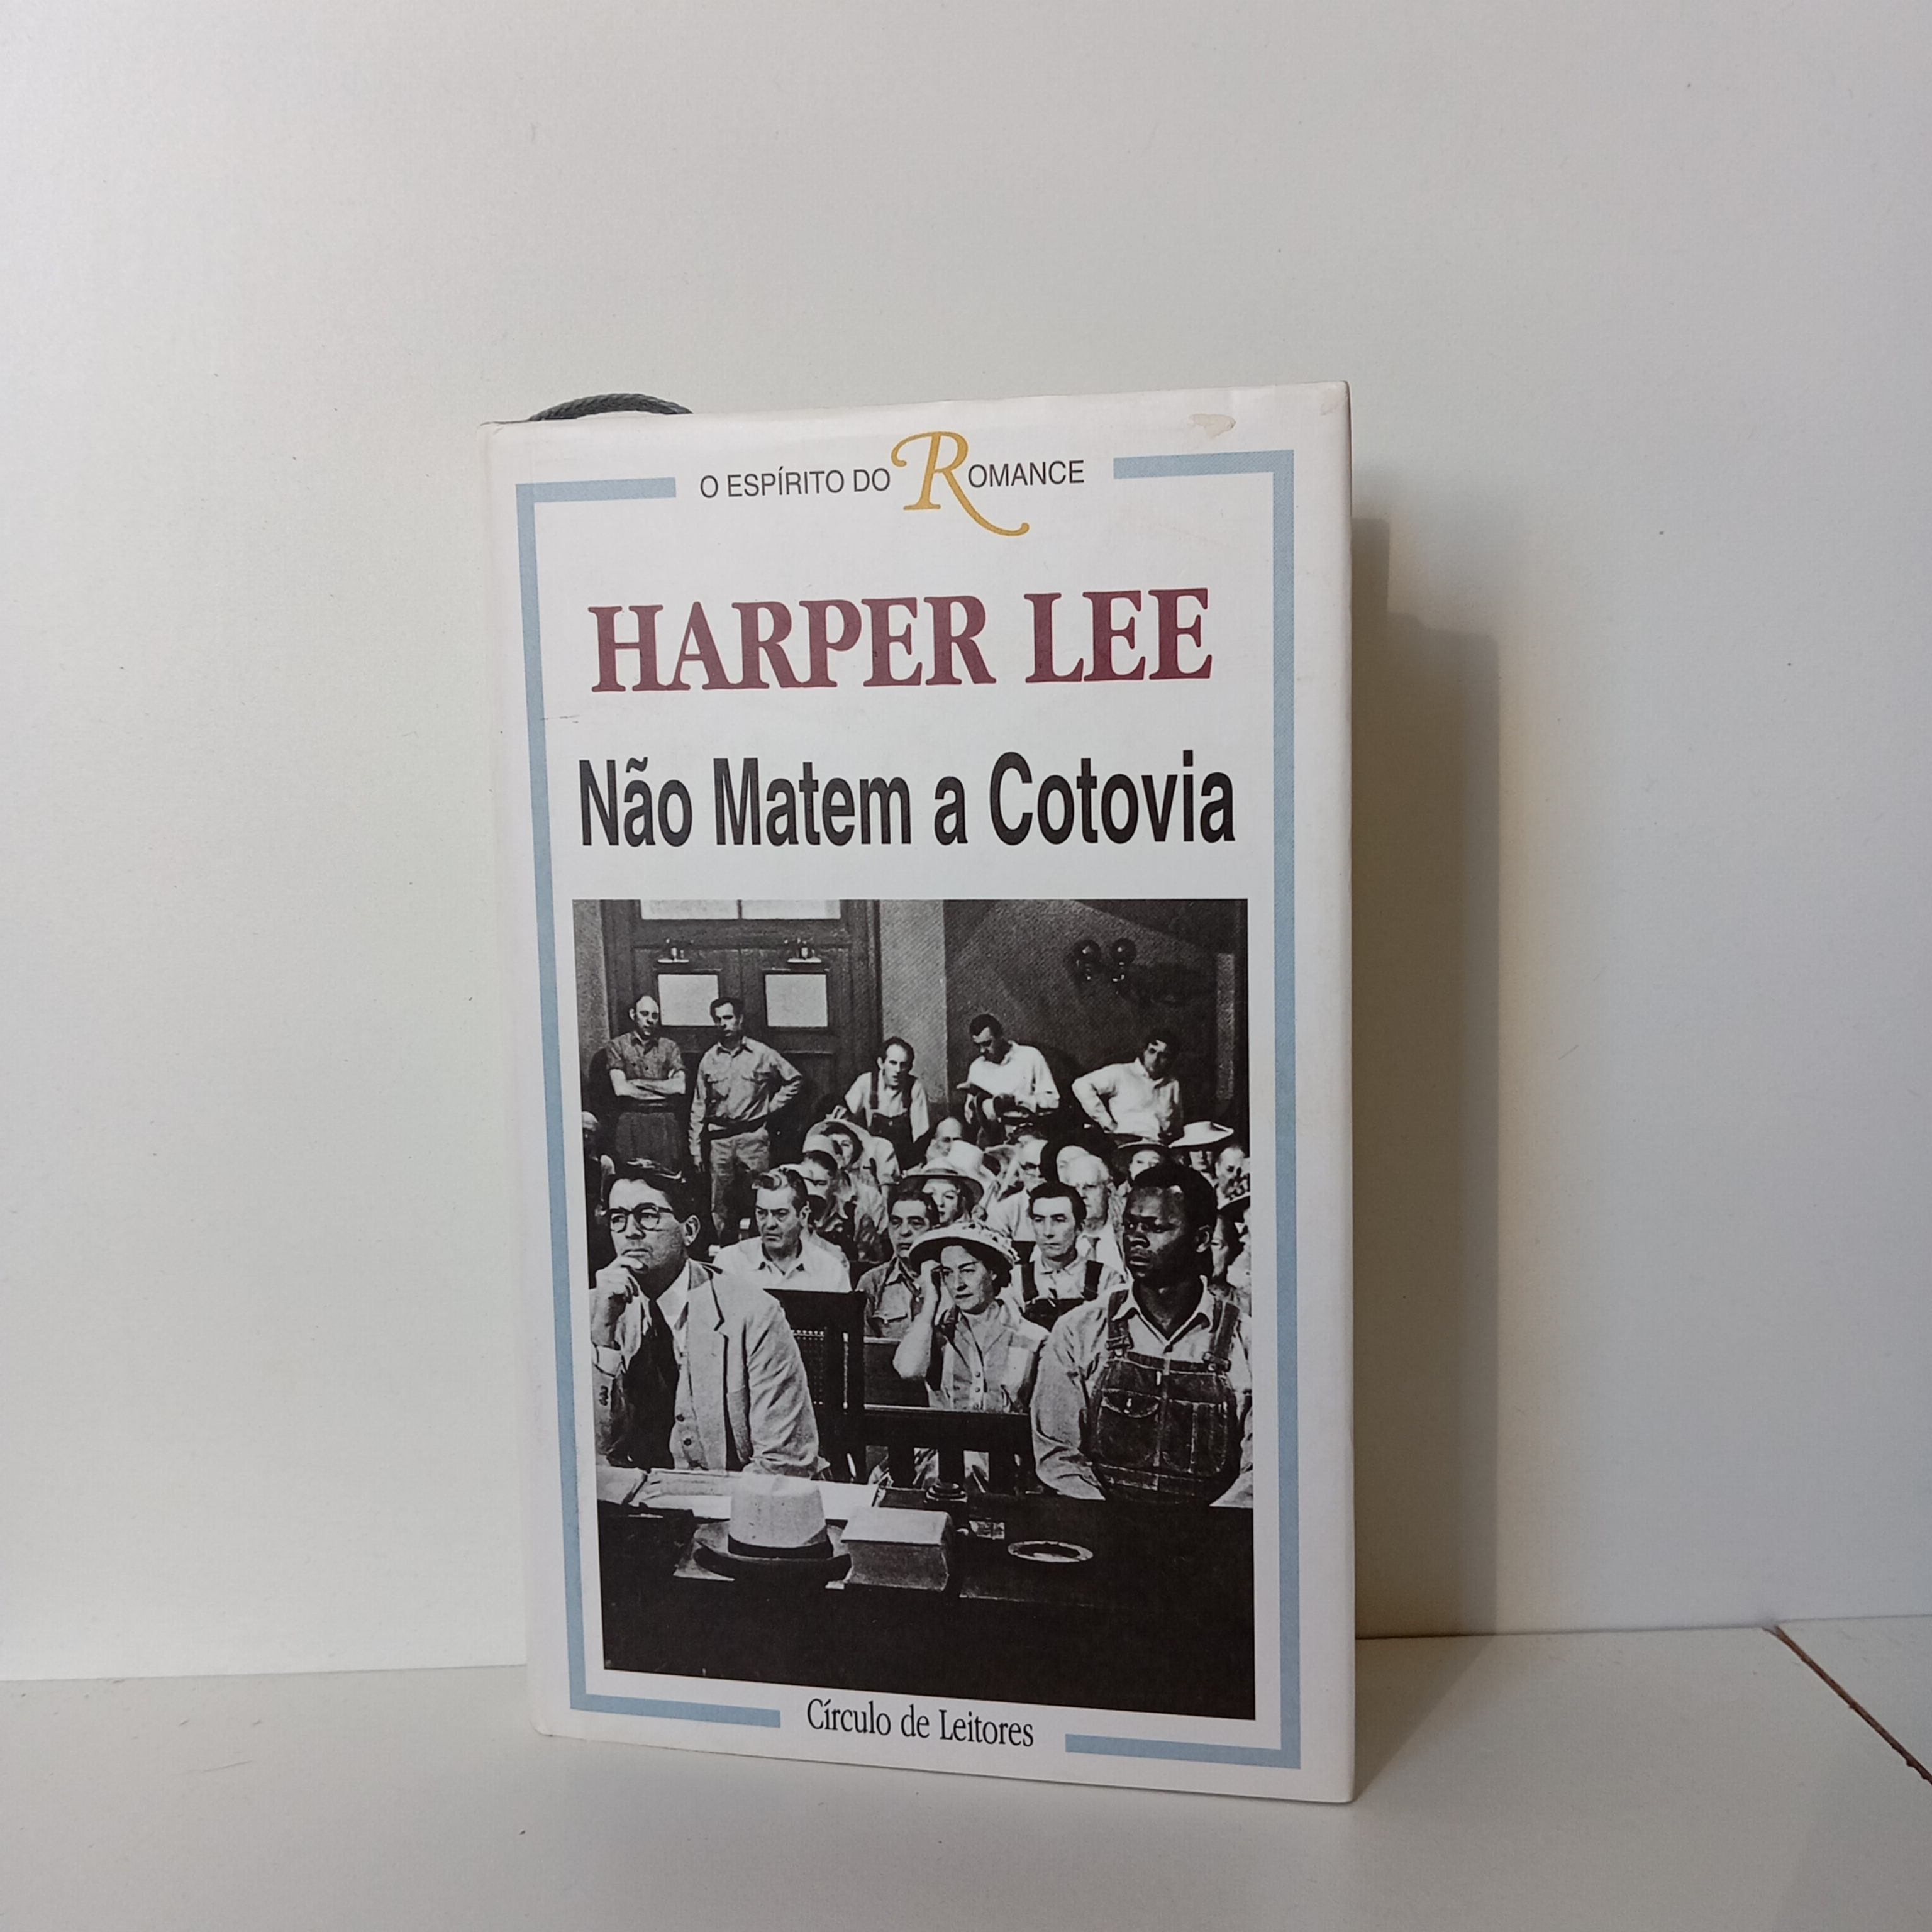 O ESPÍRITO DO ROMANCE
HARPER LEE
Não Matem a Cotovia
Círculo de Leitores